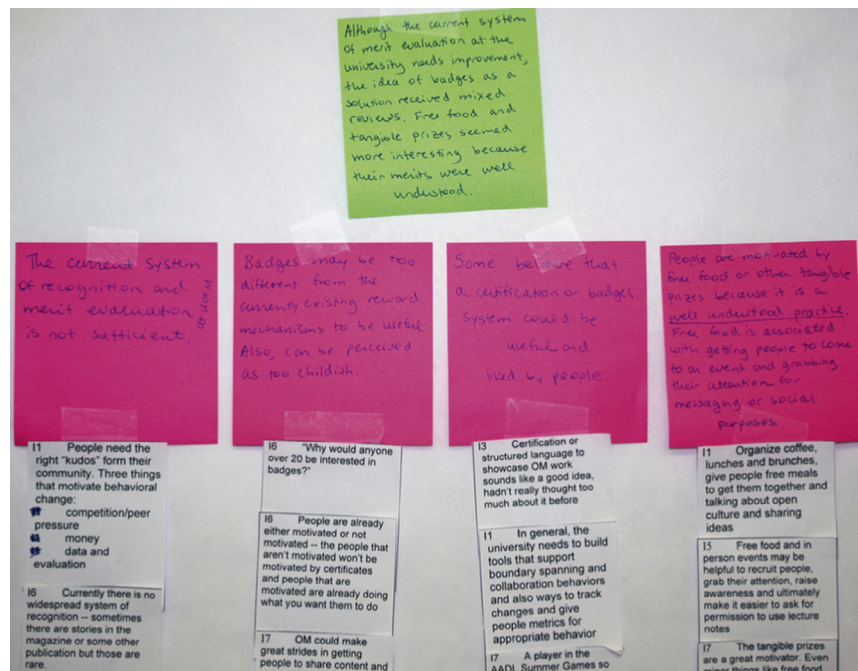 Although the current system
of merit evaluation at the
university needs improvement,
the idea of badges as a
solution received mixed
reviews. Free food and
tangible prizes seemed
more interesting because
their merits were well
understood.
The current system
of recognition and
merit evaluation at UofM
is not sufficient.
Badges may be too
different from the
currently existing reward
mechanisms to be useful
Also, can be perceived
as too childish.
Some believe that
a certification or badges
system could be
useful and
lived by people
People are motivated by
free food or other tangible
prizes because it is a
well understood practice.
Free food is associated
with getting people to come
to an event and grabbing
their attention for
messaging or social
purposes
I1 People need the
right "kudos" form their
community. Three things
that motivate behavioral
change:
competition/peer
pressure
money
data and
evaluation
I6 Currently there is no
widespread system of
recognition -- sometimes
there are stories in the
magazine or some other
publication but those are
rare.
I6 "Why would anyone
over 20 be interested in
badges?"
I6 People are already
either motivated or not
motivated -- the people that
aren't motivated won't be
motivated by certificates
and people that are
motivated are already doing
what you want them to do
I7 OM could make
great strides in getting
people to share content and
I3 Certification or
structured language to
showcase OM work
sounds like a good idea,
hadn't really thought too
much about it before
I1 In general, the
university needs to build
tools that support
boundary spanning and
collaboration behaviors
and also ways to track
changes and give
people metrics for
appropriate behavior
I7 A player in the
AADL Summer Games so
I1 Organize coffee,
lunches and brunches,
give people free meals
to get them together and
talking about open
culture and sharing
ideas
I5 Free food and in
person events may be
helpful to recruit people,
grab their attention, raise
awareness and ultimately
make it easier to ask for
permission to use lecture
notes
I7 The tangible prizes
are a great motivator. Even
minor things like free food